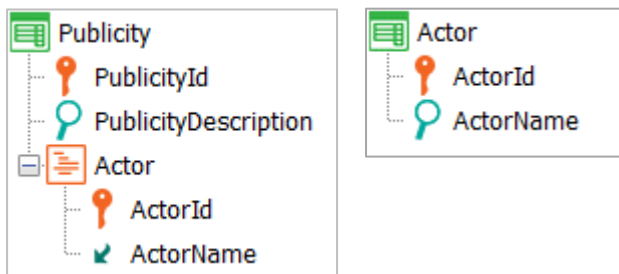 Publicity
PublicityId
PublicityDescription
Actor
ActorId
ActorName
Actor
ActorId
ActorName